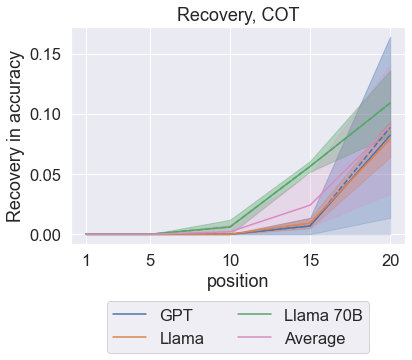 Recovery, COT
Recovery in accuracy
0.15
0.10
0.05
0.00
1 5 10 15 20
position
GPT Llama 70B
Llama Average